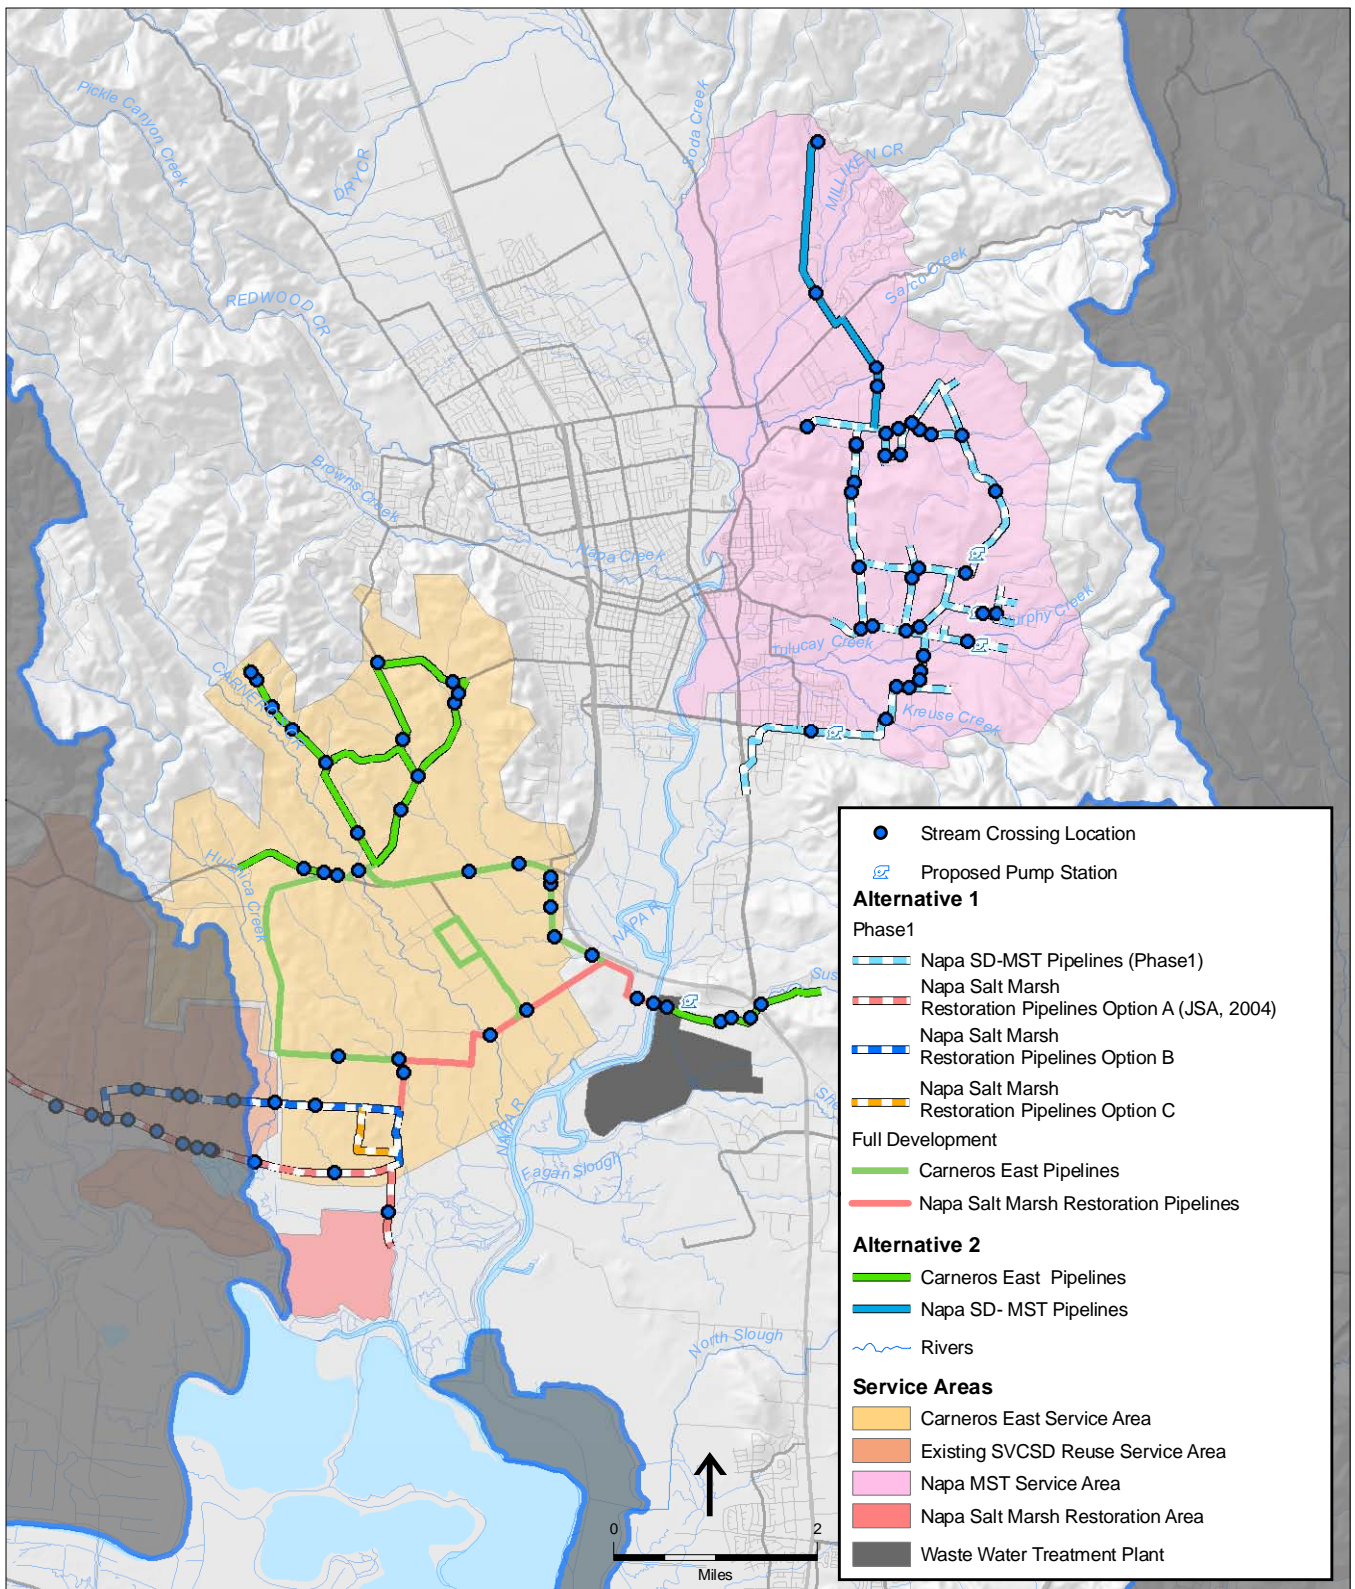 Pickle Canyon Creek
DRY CR
Soda Creek
MILLIKEN CR
Sarco Creek
REDWOOD CR
Browns Creek
Napa Creek
Murphy Creek
Tulucay Creek
CARNEROS CR
Kreuse Creek
Huichica Creek
NAPA R
Sus
She
NAPA R
Eagan Slough
North Slough
Stream Crossing Location
Proposed Pump Station
Alternative 1
Phase1
Napa SD-MST Pipelines (Phase1)
Napa Salt Marsh
Restoration Pipelines Option A (JSA, 2004)
Napa Salt Marsh
Restoration Pipelines Option B
Napa Salt Marsh
Restoration Pipelines Option C
Full Development
Carneros East Pipelines
Napa Salt Marsh Restoration Pipelines
Alternative 2
Carneros East Pipelines
Napa SD- MST Pipelines
Rivers
Service Areas
Carneros East Service Area
Existing SVCSD Reuse Service Area
Napa MST Service Area
Napa Salt Marsh Restoration Area
Waste Water Treatment Plant
0 2
Miles